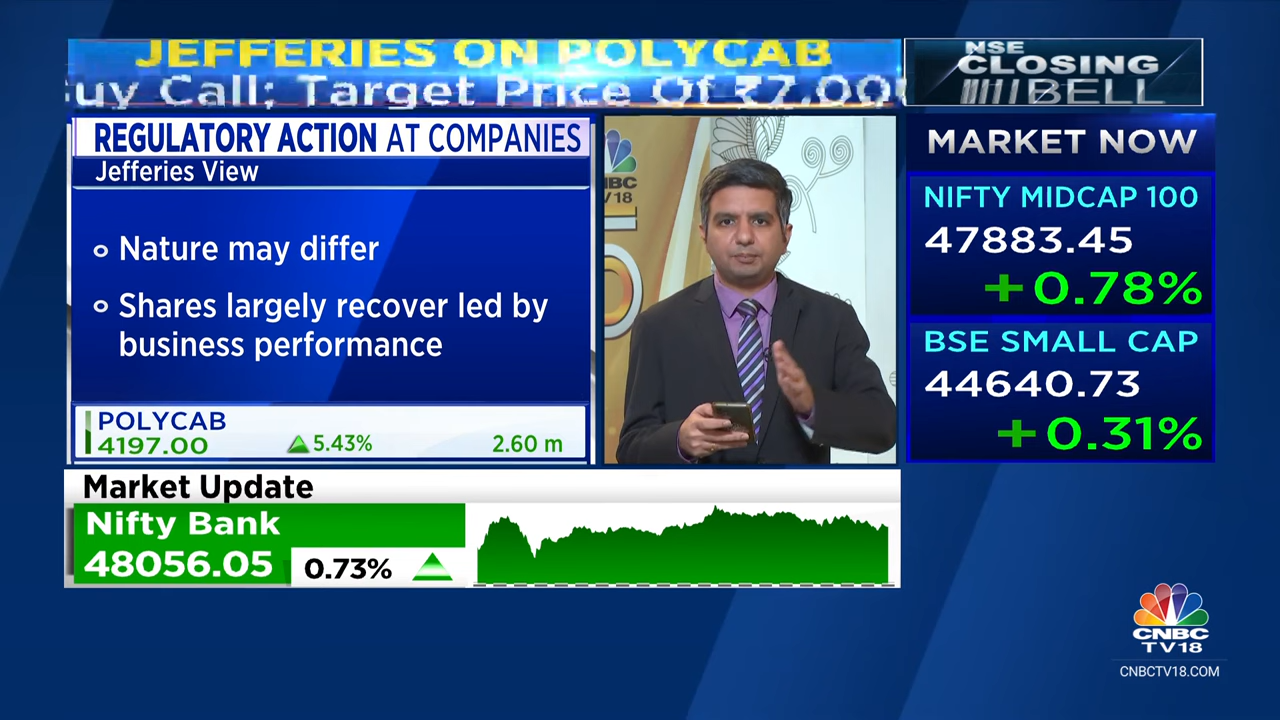 JEFFERIES ON POLYCAB
Call; Target Price Of
NSE
CLOSING
BELL
REGULATORY ACTION AT COMPANIES
Jefferies View
Nature may differ
Shares largely recover led by
business performance
POLYCAB
4197.00 5.43% 2.60 m
NBC
TV18
MARKET NOW
NIFTY MIDCAP 100
47883.45
+0.78%
BSE SMALL CAP
44640.73
+0.31%
Market Update
Nifty Bank
48056.05 0.73%
CNBC
TV18
CNBCTV18.COM